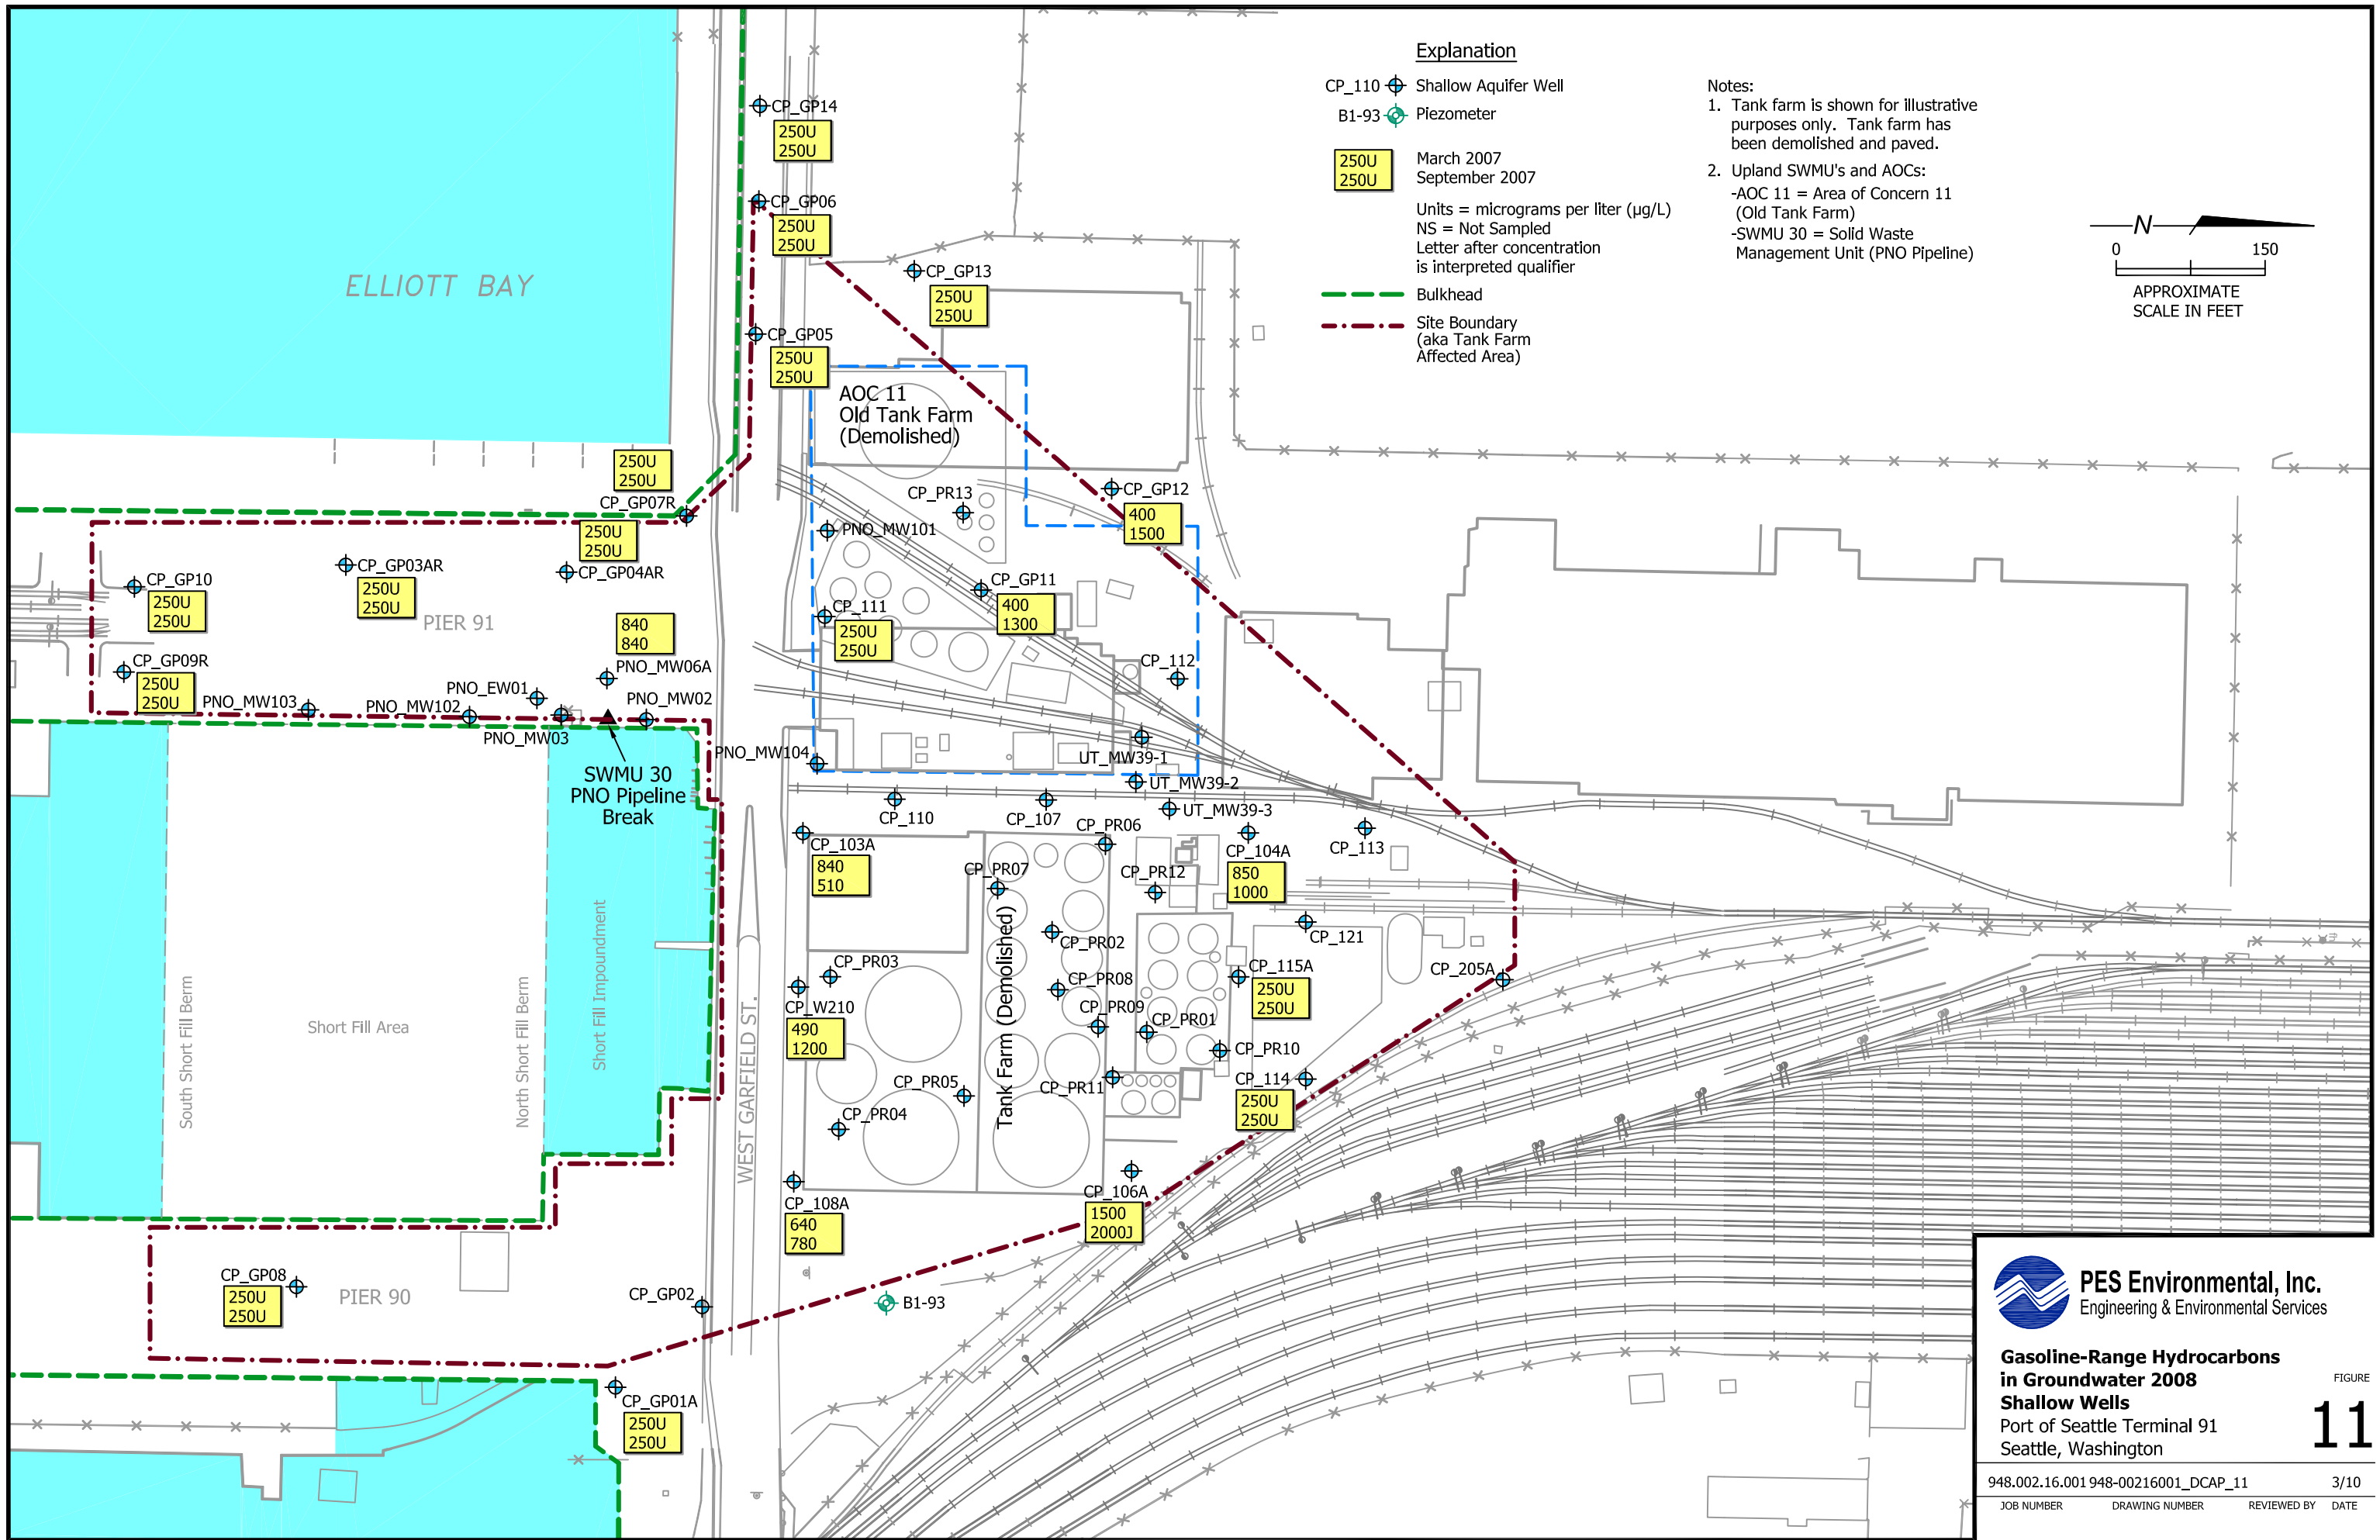 Explanation
CP_110 Shallow Aquifer Well
B1-93 Piezometer
250U March 2007
250U September 2007
Units = micrograms per liter (µg/L)
NS = Not Sampled
Letter after concentration
is interpreted qualifier
Bulkhead
Site Boundary
(aka Tank Farm
Affected Area)
Notes:
1. Tank farm is shown for illustrative
purposes only. Tank farm has
been demolished and paved.
2. Upland SWMU's and AOCs:
-AOC 11 = Area of Concern 11
(Old Tank Farm)
-SWMU 30 = Solid Waste
Management Unit (PNO Pipeline)
N
0 150
APPROXIMATE
SCALE IN FEET
ELLIOTT BAY
CP_GP14
250U
250U
CP_GP06
250U
250U
CP_GP13
250U
250U
CP_GP05
250U
250U
AOC 11
Old Tank Farm
(Demolished)
250U
250U
CP_GP07R
CP_PR13
CP_GP12
400
1500
PNO_MW101
250U
250U
CP_GP04AR
CP_GP03AR
250U
250U
CP_GP10
250U
250U
PIER 91
CP_GP11
400
1300
CP_111
250U
250U
840
840
PNO_MW06A
CP_112
CP_GP09R
250U
250U
PNO_MW103
PNO_MW102
PNO_EW01
PNO_MW02
PNO_MW03
PNO_MW104
UT_MW39-1
UT_MW39-2
UT_MW39-3
SWMU 30
PNO Pipeline
Break
CP_110
CP_107
CP_103A
840
510
CP_PR06
CP_104A
850
1000
CP_113
CP_PR07
CP_PR12
CP_121
CP_PR02
CP_PR03
CP_115A
250U
250U
CP_205A
CP_PR08
CP_W210
490
1200
CP_PR09
CP_PR01
CP_PR10
Tank Farm (Demolished)
South Short Fill Berm
Short Fill Area
North Short Fill Berm
Short Fill Impoundment
WEST GARFIELD ST.
CP_PR05
CP_PR11
CP_114
250U
250U
CP_PR04
CP_108A
640
780
CP_106A
1500
2000J
CP_GP08
250U
250U
PIER 90
CP_GP02
B1-93
CP_GP01A
250U
250U
PES Environmental, Inc.
Engineering & Environmental Services
Gasoline-Range Hydrocarbons
in Groundwater 2008
Shallow Wells
Port of Seattle Terminal 91
Seattle, Washington
FIGURE
11
948.002.16.001 948-00216001_DCAP_11 3/10
JOB NUMBER DRAWING NUMBER REVIEWED BY DATE